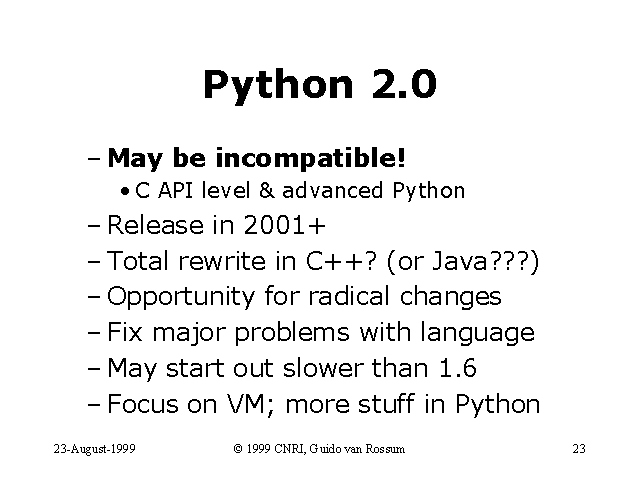 Python 2.0
– May be incompatible!
• C API level & advanced Python
– Release in 2001+
– Total rewrite in C++? (or Java???)
– Opportunity for radical changes
– Fix major problems with language
– May start out slower than 1.6
– Focus on VM; more stuff in Python
23-August-1999 © 1999 CNRI, Guido van Rossum 23